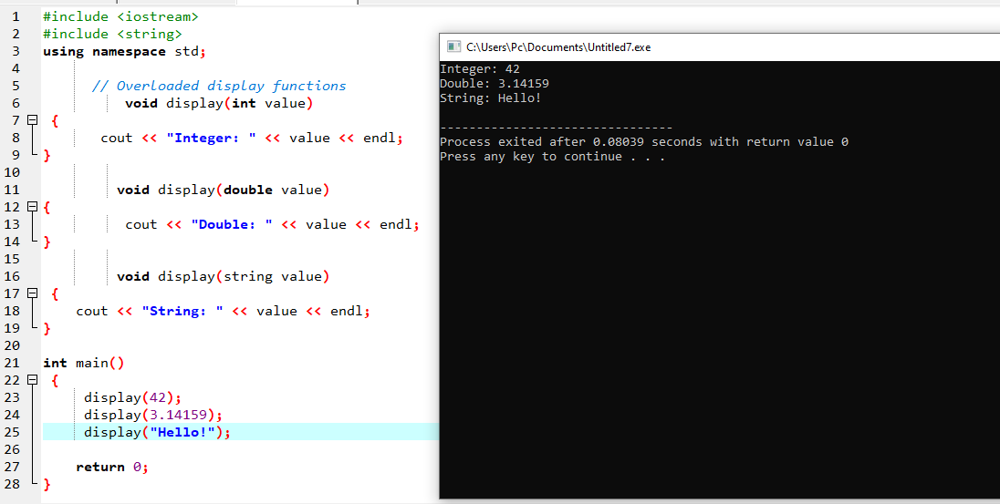 1 #include <iostream>
2 #include <string>
3 using namespace std;
4
5 // Overloaded display functions
6 void display(int value)
7 {
8 cout << "Integer: " << value << endl;
9 }
10
11 void display(double value)
12 {
13 cout << "Double: " << value << endl;
14 }
15
16 void display(string value)
17 {
18 cout << "String: " << value << endl;
19 }
20
21 int main()
22 {
23 display(42);
24 display(3.14159);
25 display("Hello!");
26
27 return 0;
28 }
C:\Users\Pc\Documents\Untitled7.exe
Integer: 42
Double: 3.14159
String: Hello!
--------------------------------
Process exited after 0.08039 seconds with return value 0
Press any key to continue . . .